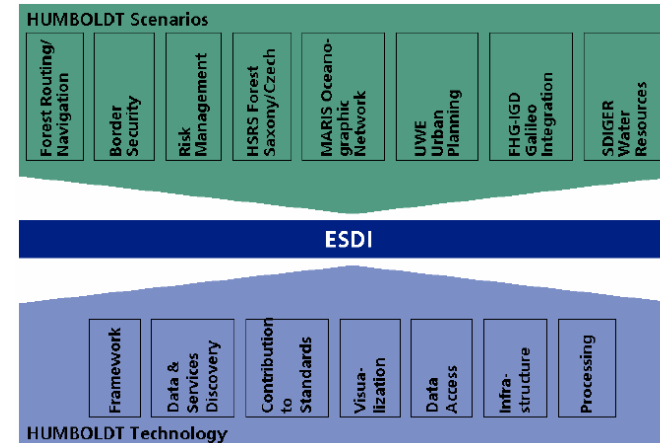 HUMBOLDT Scenarios
Forest Routing/
Navigation
Border
Security
Risk
Management
HSRS Forest
Saxony/Czech
MARIS Oceano-
graphic
Network
UWE
Urban
Planning
FHG-IGD
Galileo
Integration
SDIGER
Water
Resources
ESDI
Framework
Data &
Services
Discovery
Contribution
to
Standards
Visua-
lization
Data
Access
Infra-
structure
Processing
HUMBOLDT Technology